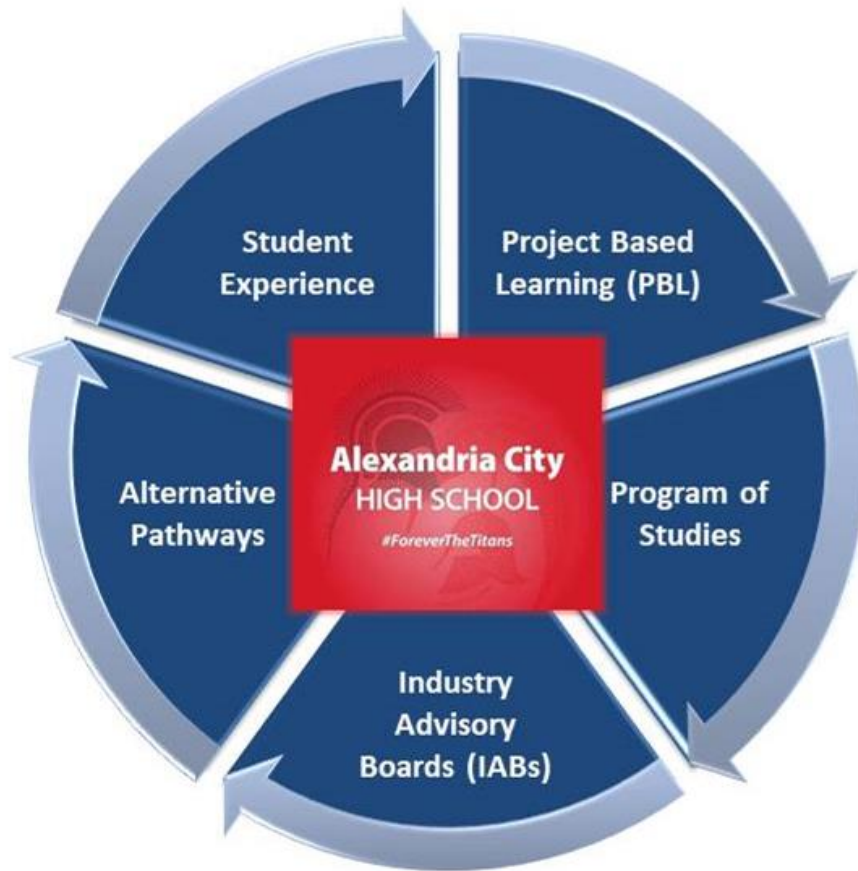 Student
Experience
Project Based
Learning (PBL)
Alternative
Pathways
Alexandria City
HIGH SCHOOL
#ForeverTheTitans
Program of
Studies
Industry
Advisory
Boards (IABs)